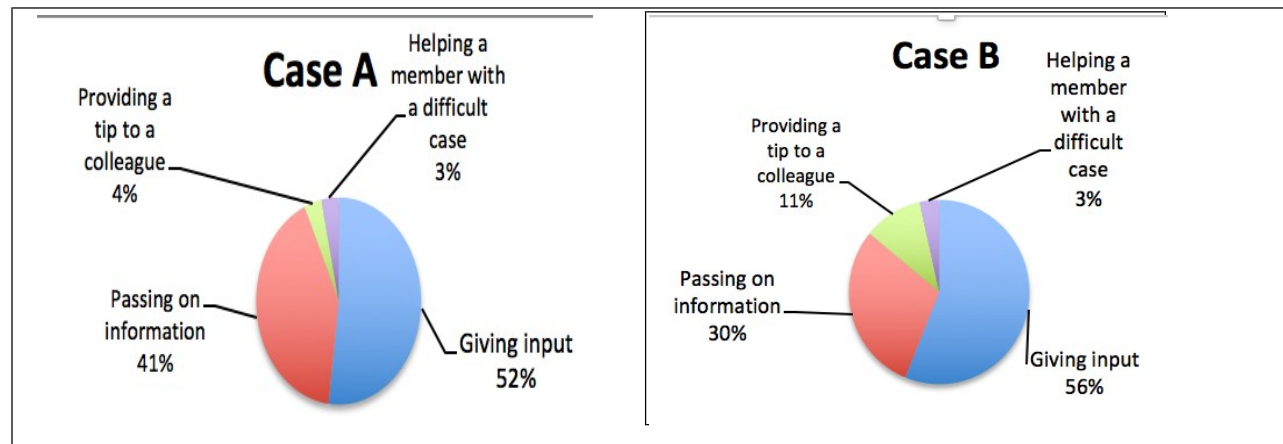 Case A
Helping a
member with
a difficult
case
3%
Providing a
tip to a
colleague
4%
Passing on
information
41%
Giving input
52%
Case B
Helping a
member
with a
difficult
case
3%
Providing a
tip to a
colleague
11%
Passing on
information
30%
Giving input
56%